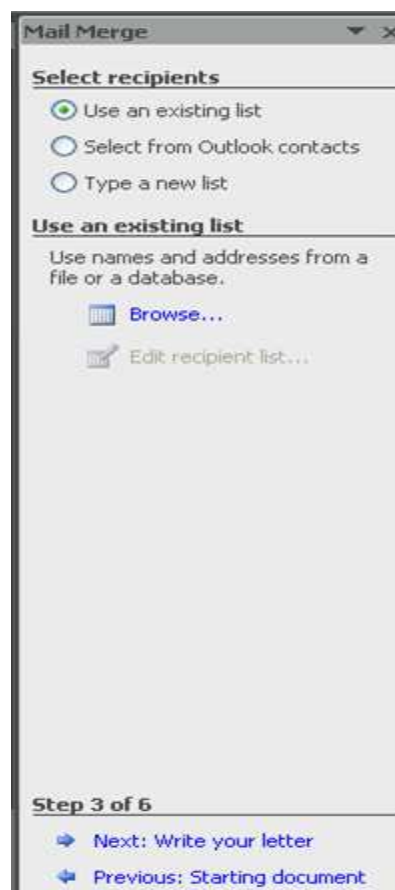 Mail Merge
Select recipients
Use an existing list
Select from Outlook contacts
Type a new list
Use an existing list
Use names and addresses from a
file or a database.
Browse...
Edit recipient list...
Step 3 of 6
Next: Write your letter
Previous: Starting document